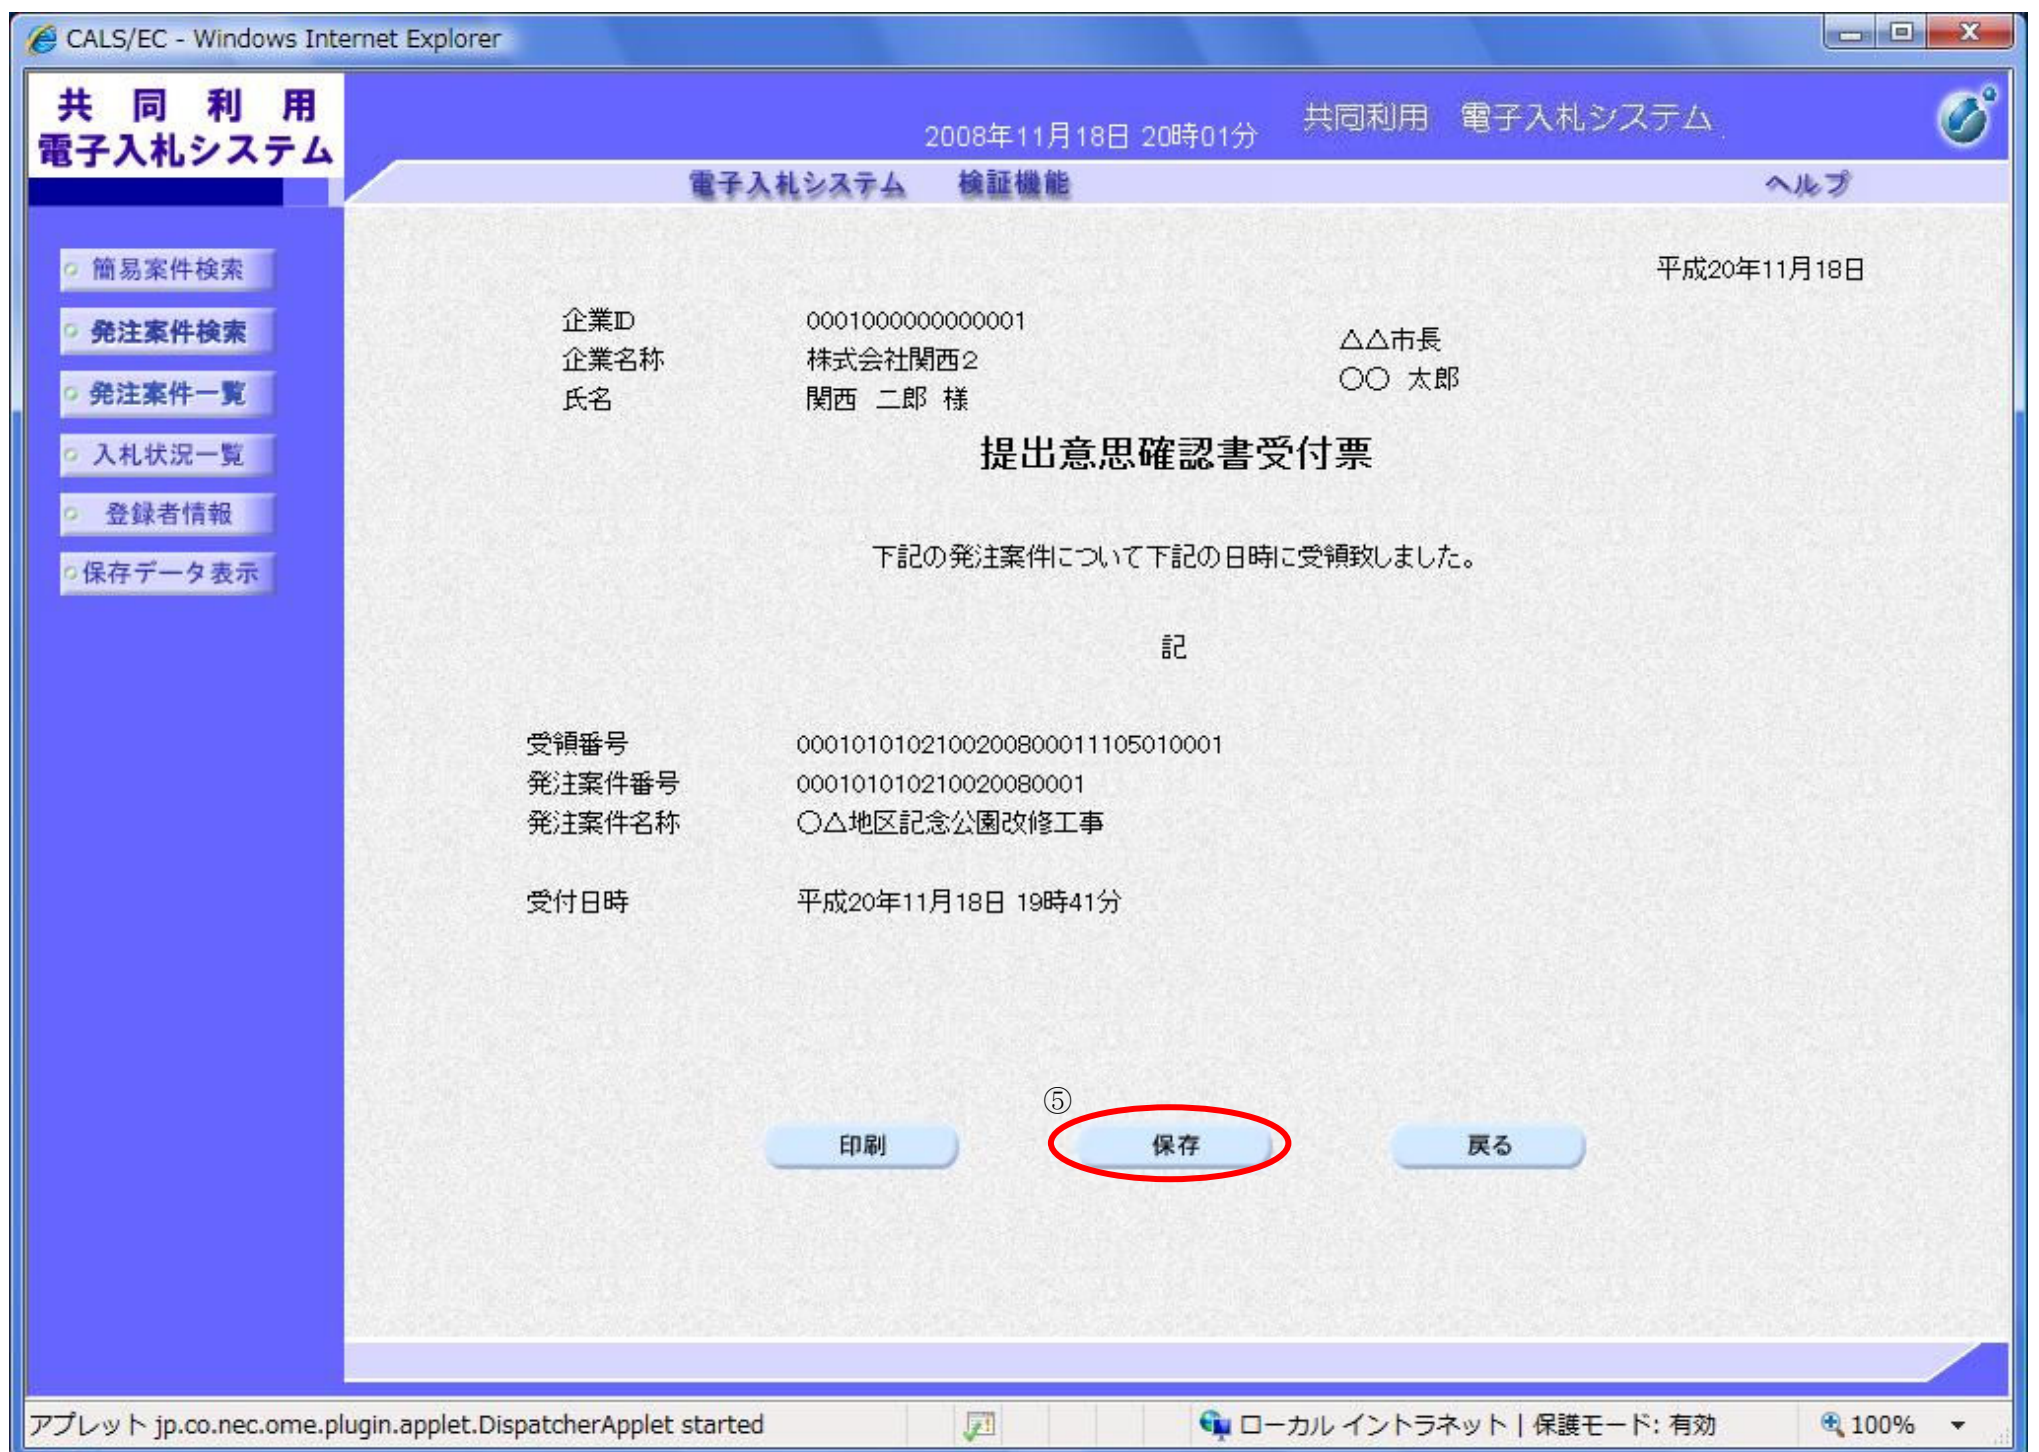 CALS/EC - Windows Internet Explorer
共 同 利 用
電子入札システム
2008年11月18日 20時01分
共同利用 電子入札システム
電子入札システム 検証機能 ヘルプ
簡易案件検索
発注案件検索
発注案件一覧
入札状況一覧
登録者情報
保存データ表示
平成20年11月18日
企業ID 0001000000000001
企業名称 株式会社関西2
氏名 関西 二郎 様
△△市長
〇〇 太郎
提出意思確認書受付票
下記の発注案件について下記の日時に受領致しました。
記
受領番号 000101010210020080001​1105010001
発注案件番号 000101010210020080001
発注案件名称 〇△地区記念公園改修工事
受付日時 平成20年11月18日 19時41分
⑤
印刷 保存 戻る
アプレット jp.co.nec.ome.plugin.applet.DispatcherApplet started
ローカル イントラネット | 保護モード: 有効
100%